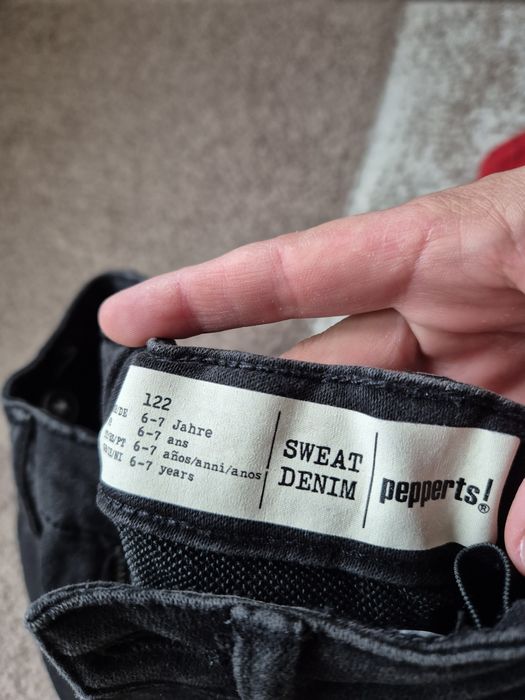 122
6-7 Jahre
6-7 ans
6-7 años/anni/anos
6-7 years
SWEAT
DENIM
pepperts!®